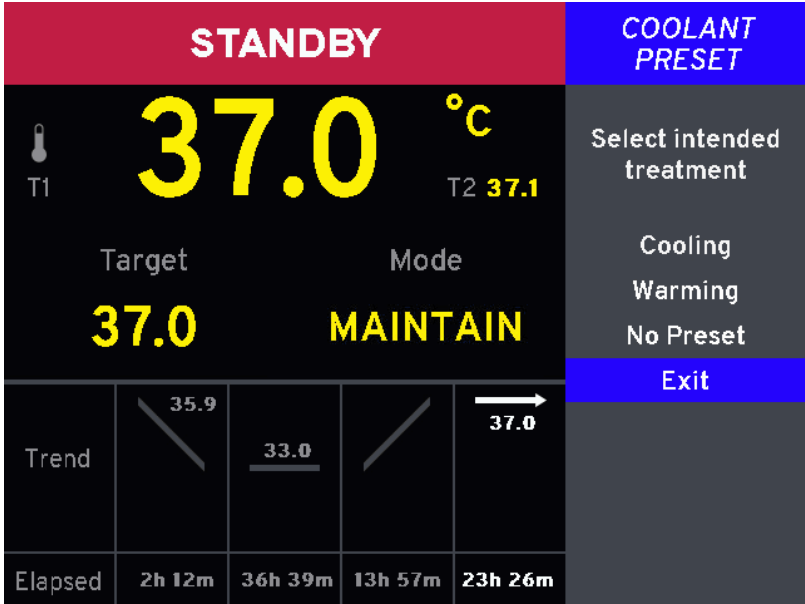 STANDBY
COOLANT
PRESET
T1
37.0
°C
T2 37.1
Target
Mode
37.0
MAINTAIN
Select intended
treatment
Cooling
Warming
No Preset
Exit
Trend
35.9
33.0
37.0
Elapsed 2h 12m 36h 39m 13h 57m 23h 26m